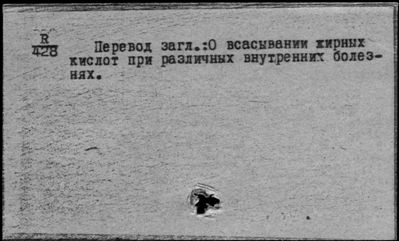 R
428
Перевод загл.:О всасывании жирных
кислот при различных внутренних болез-
нях.